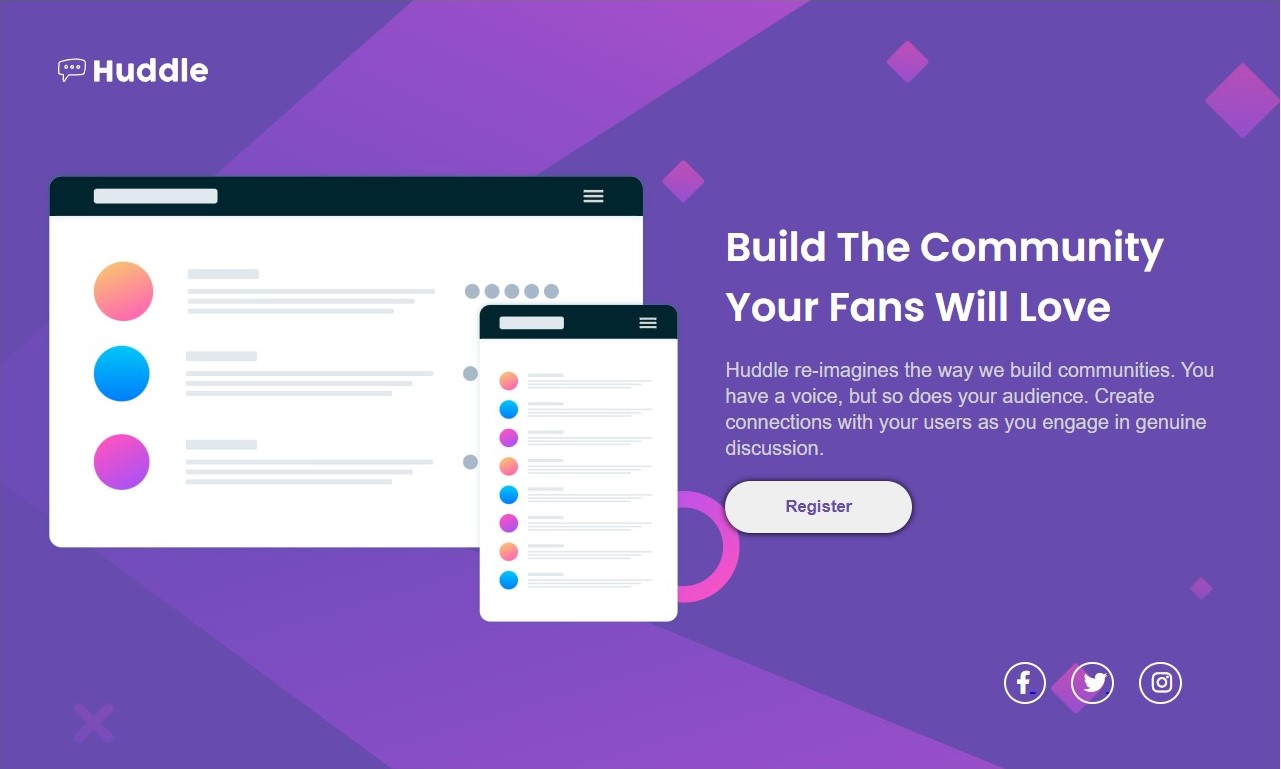 Huddle
Build The Community
Your Fans Will Love
Huddle re-imagines the way we build communities. You
have a voice, but so does your audience. Create
connections with your users as you engage in genuine
discussion.
Register